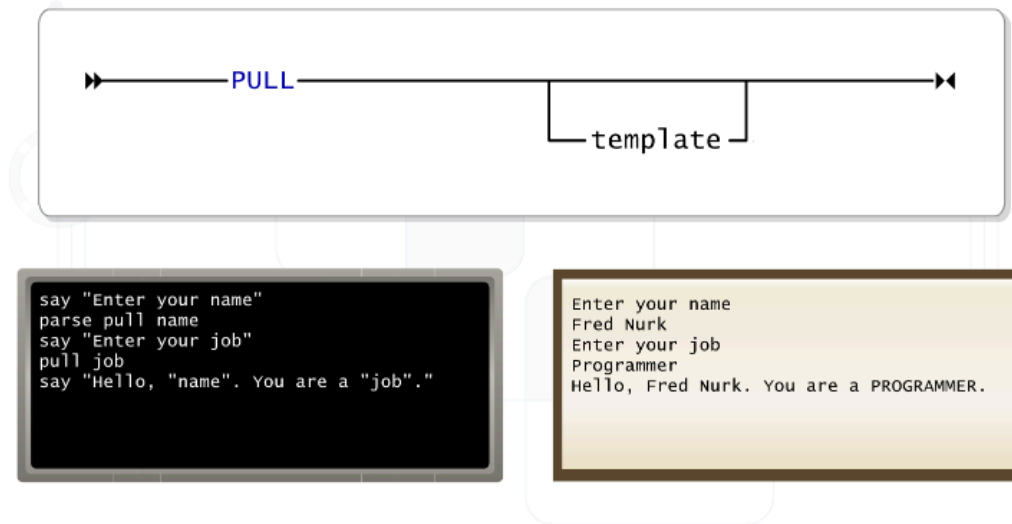 PULL
template
say "Enter your name"
parse pull name
say "Enter your job"
pull job
say "Hello, "name". You are a "job"."
Enter your name
Fred Nurk
Enter your job
Programmer
Hello, Fred Nurk. You are a PROGRAMMER.